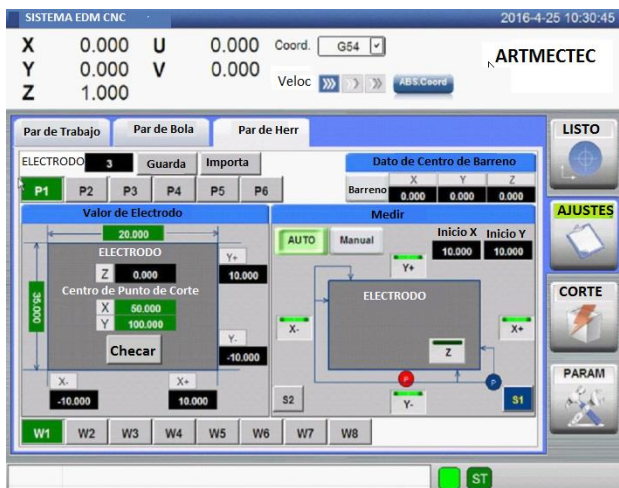 SISTEMA EDM CNC 2016-4-25 10:30:45
X 0.000 U 0.000 Coord. G54
Y 0.000 V 0.000
Z 1.000 Veloc ABS.Coord
ARTMECTEC
Par de Trabajo Par de Bola Par de Herr
LISTO
ELECTRODO 3 Guarda Importa
Dato de Centro de Barreno
X Y Z
Barreno 0.000 0.000 0.000
P1 P2 P3 P4 P5 P6
Valor de Electrodo
20.000
ELECTRODO
Z 0.000
Y+
10.000
Centro de Punto de Corte
35.000
X 50.000
Y 100.000
Checar
Y-
-10.000
X- X+
-10.000 10.000
Medir
AUTO Manual
Inicio X Inicio Y
10.000 10.000
Y+
ELECTRODO
X- X+
Z
P P
S2 Y- S1
W1 W2 W3 W4 W5 W6 W7 W8
AJUSTES
CORTE
PARAM
ST